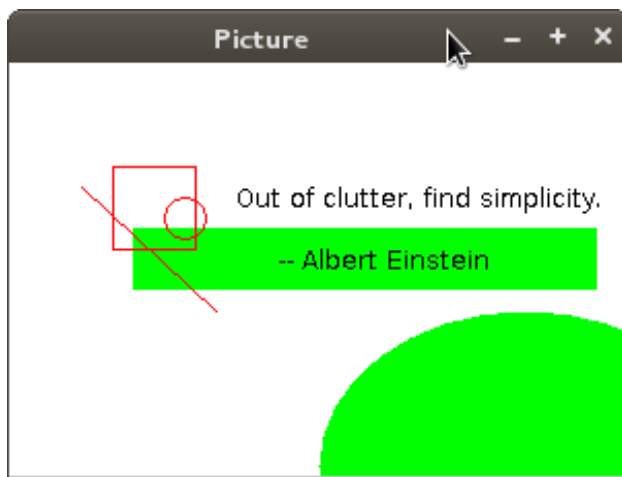 Picture
Out of clutter, find simplicity.
-- Albert Einstein